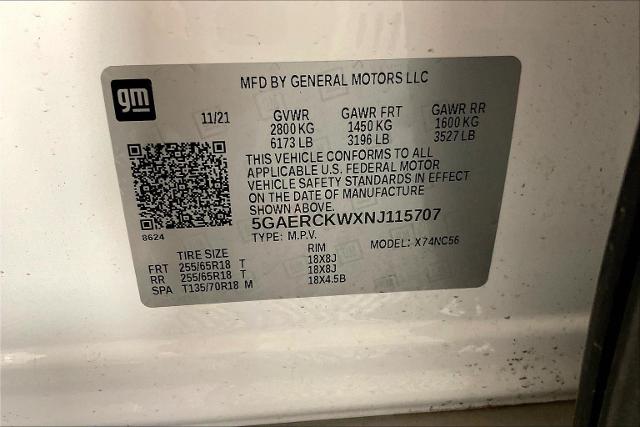 gm
MFD BY GENERAL MOTORS LLC
11/21 GVWR GAWR FRT GAWR RR
2800 KG 1450 KG 1600 KG
6173 LB 3196 LB 3527 LB
THIS VEHICLE CONFORMS TO ALL
APPLICABLE U.S. FEDERAL MOTOR
VEHICLE SAFETY STANDARDS IN EFFECT
ON THE DATE OF MANUFACTURE
SHOWN ABOVE.
8624
5GAERCKWXNJ115707
TYPE: M.P.V. MODEL: X74NC56
TIRE SIZE RIM
FRT 255/65R18 T 18X8J
RR 255/65R18 T 18X8J
SPA T135/70R18 M 18X4.5B